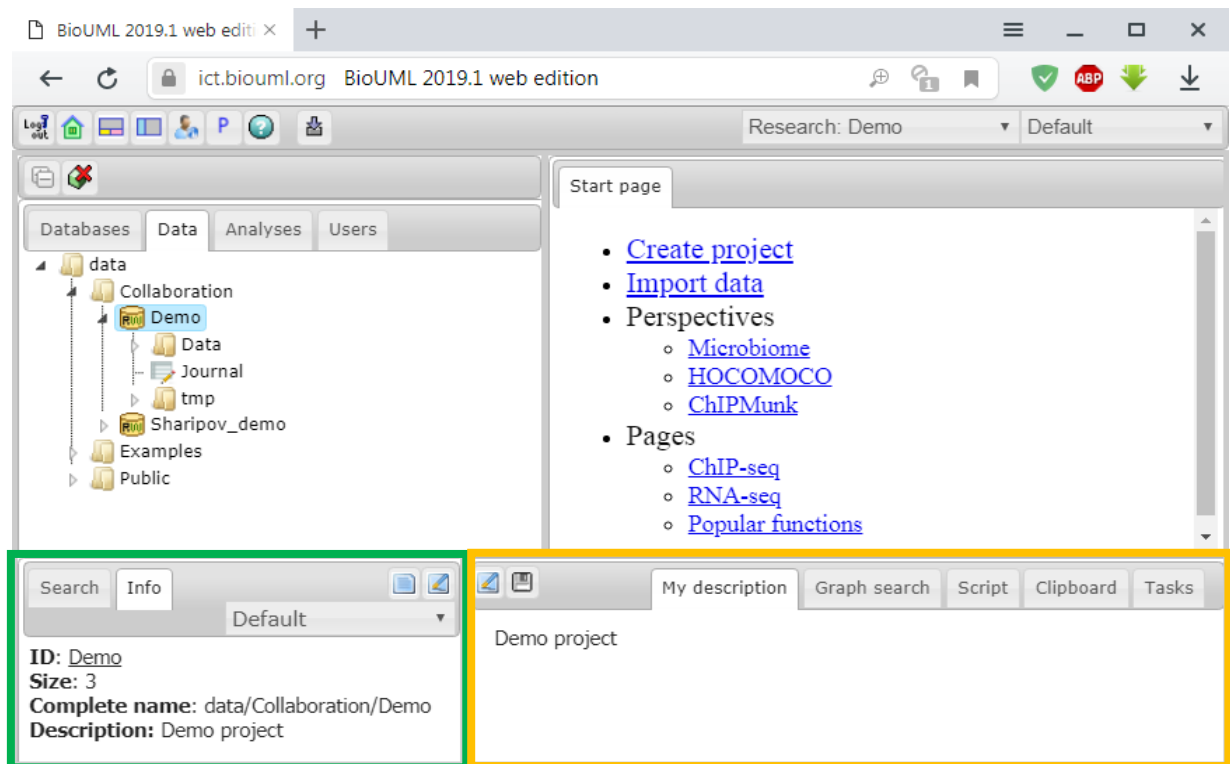 BioUML 2019.1 web editi
ict.biouml.org BioUML 2019.1 web edition
1
ABP
Log out
P
Research: Demo
Default
Start page
Databases Data Analyses Users
data
Collaboration
Demo
Data
Journal
tmp
Sharipov_demo
Examples
Public
Create project
Import data
Perspectives
Microbiome
HOCOMOCO
ChIPMunk
Pages
ChIP-seq
RNA-seq
Popular functions
Search Info
Default
ID: Demo
Size: 3
Complete name: data/Collaboration/Demo
Description: Demo project
My description Graph search Script Clipboard Tasks
Demo project